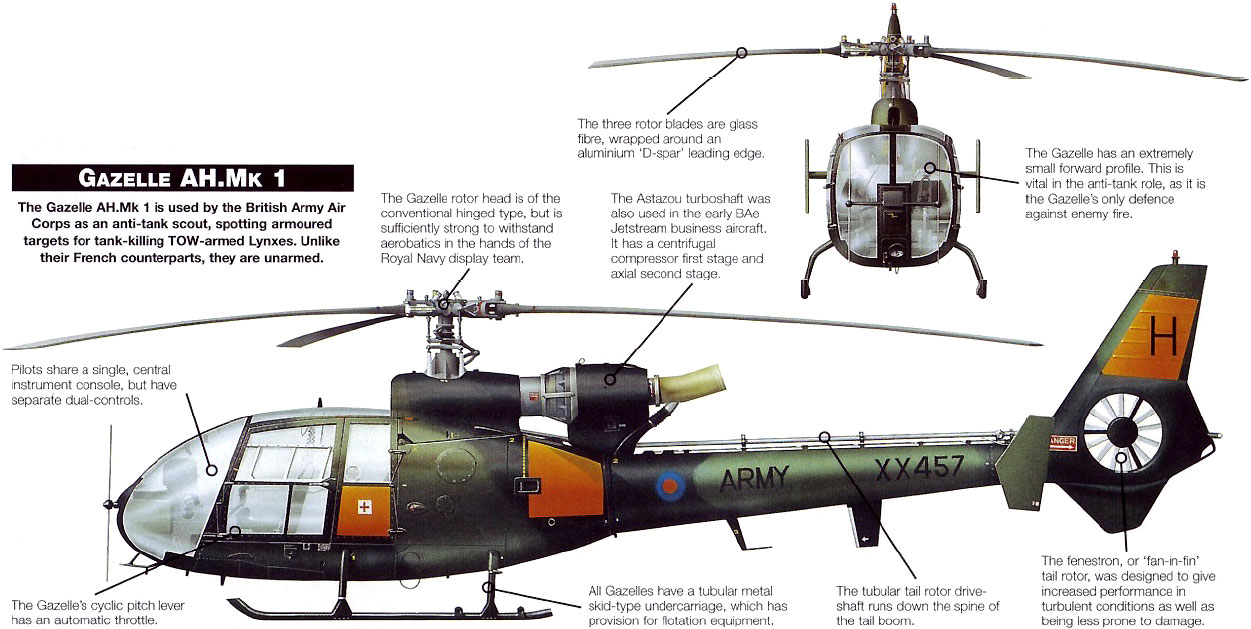 GAZELLE AH.MK 1
The Gazelle AH.Mk 1 is used by the British Army Air
Corps as an anti-tank scout, spotting armoured
targets for tank-killing TOW-armed Lynxes. Unlike
their French counterparts, they are unarmed.
The three rotor blades are glass
fibre, wrapped around an
aluminium ‘D-spar’ leading edge.
The Gazelle has an extremely
small forward profile. This is
vital in the anti-tank role, as it is
the Gazelle’s only defence
against enemy fire.
The Gazelle rotor head is of the
conventional hinged type, but is
sufficiently strong to withstand
aerobatics in the hands of the
Royal Navy display team.
The Astazou turboshaft was
also used in the early BAe
Jetstream business aircraft.
It has a centrifugal
compressor first stage and
axial second stage.
Pilots share a single, central
instrument console, but have
separate dual-controls.
H
ANGER
ARMY
XX457
The Gazelle’s cyclic pitch lever
has an automatic throttle.
All Gazelles have a tubular metal
skid-type undercarriage, which has
provision for flotation equipment.
The tubular tail rotor drive-
shaft runs down the spine of
the tail boom.
The fenestron, or ‘fan-in-fin’
tail rotor, was designed to give
increased performance in
turbulent conditions as well as
being less prone to damage.